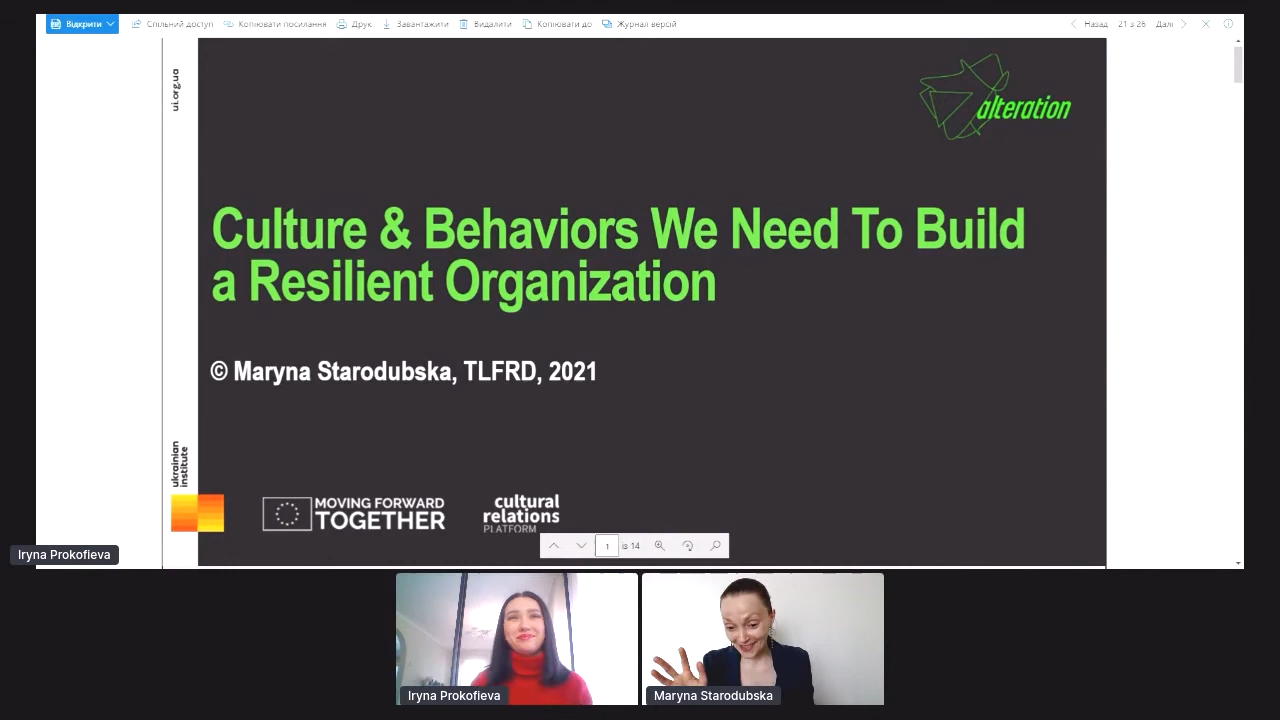 Відкрити
Спільний доступ
Копіювати посилання
Друк
Завантажити
Видалити
Копіювати до
Журнал версій
Назад
21 з 26
Далі
ui.org.ua
alteration
Culture & Behaviors We Need To Build
a Resilient Organization
© Maryna Starodubska, TLFRD, 2021
ukrainian
institute
MOVING FORWARD
TOGETHER
cultural
relations
PLATFORM
1 із 14
Iryna Prokofieva
Iryna Prokofieva
Maryna Starodubska